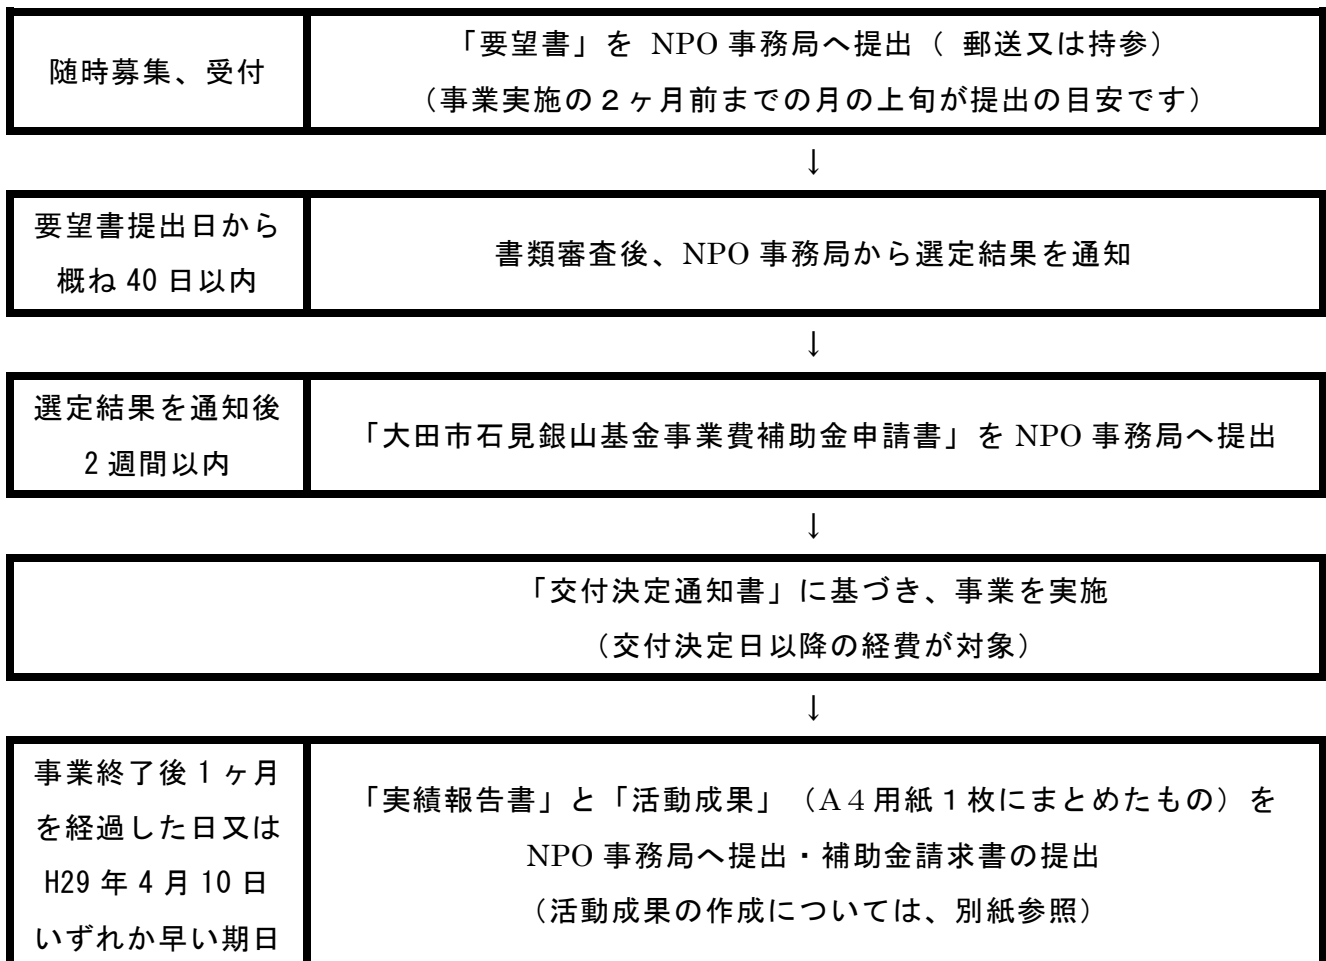 随時募集、受付
「要望書」を NPO 事務局へ提出（ 郵送又は持参）
（事業実施の２ヶ月前までの月の上旬が提出の目安です）
↓
要望書提出日から
概ね 40 日以内
書類審査後、NPO 事務局から選定結果を通知
↓
選定結果を通知後
2 週間以内
「大田市石見銀山基金事業費補助金申請書」を NPO 事務局へ提出
↓
「交付決定通知書」に基づき、事業を実施
（交付決定日以降の経費が対象）
↓
事業終了後 1 ヶ月
を経過した日又は
H29 年 4 月 10 日
いずれか早い期日
「実績報告書」と「活動成果」（A４用紙１枚にまとめたもの）を
NPO 事務局へ提出・補助金請求書の提出
（活動成果の作成については、別紙参照）